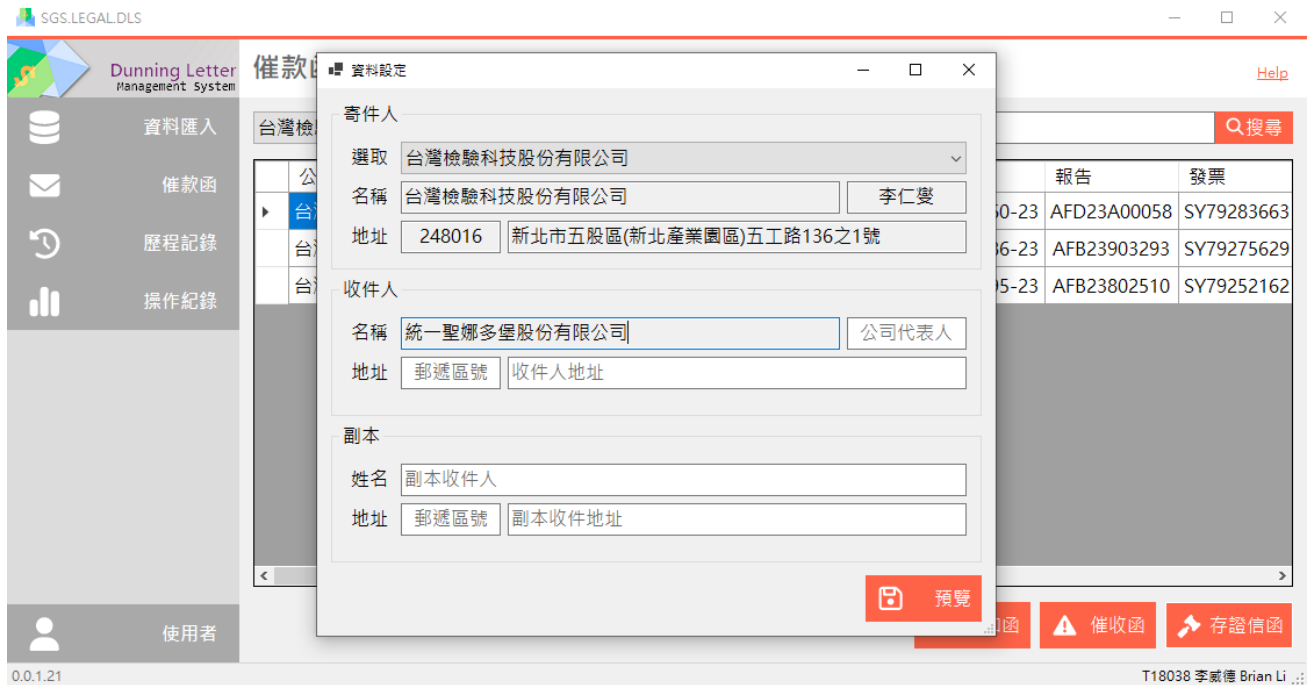 SGS.LEGAL.DLS
Dunning Letter
Management System
催款
Help
資料匯入
催款函
歷程記錄
操作紀錄
使用者
台灣檢
搜尋
公 報告 發票
台 0-23 AFD23A00058 SY79283663
台 6-23 AFB23903293 SY79275629
台 5-23 AFB23802510 SY79252162
資料設定
寄件人
選取 台灣檢驗科技股份有限公司
名稱 台灣檢驗科技股份有限公司 李仁燮
地址 248016 新北市五股區(新北產業園區)五工路136之1號
收件人
名稱 統一聖娜多堡股份有限公司 公司代表人
地址 郵遞區號 收件人地址
副本
姓名 副本收件人
地址 郵遞區號 副本收件地址
預覽
函 催收函 存證信函
0.0.1.21 T18038 李威德 Brian Li